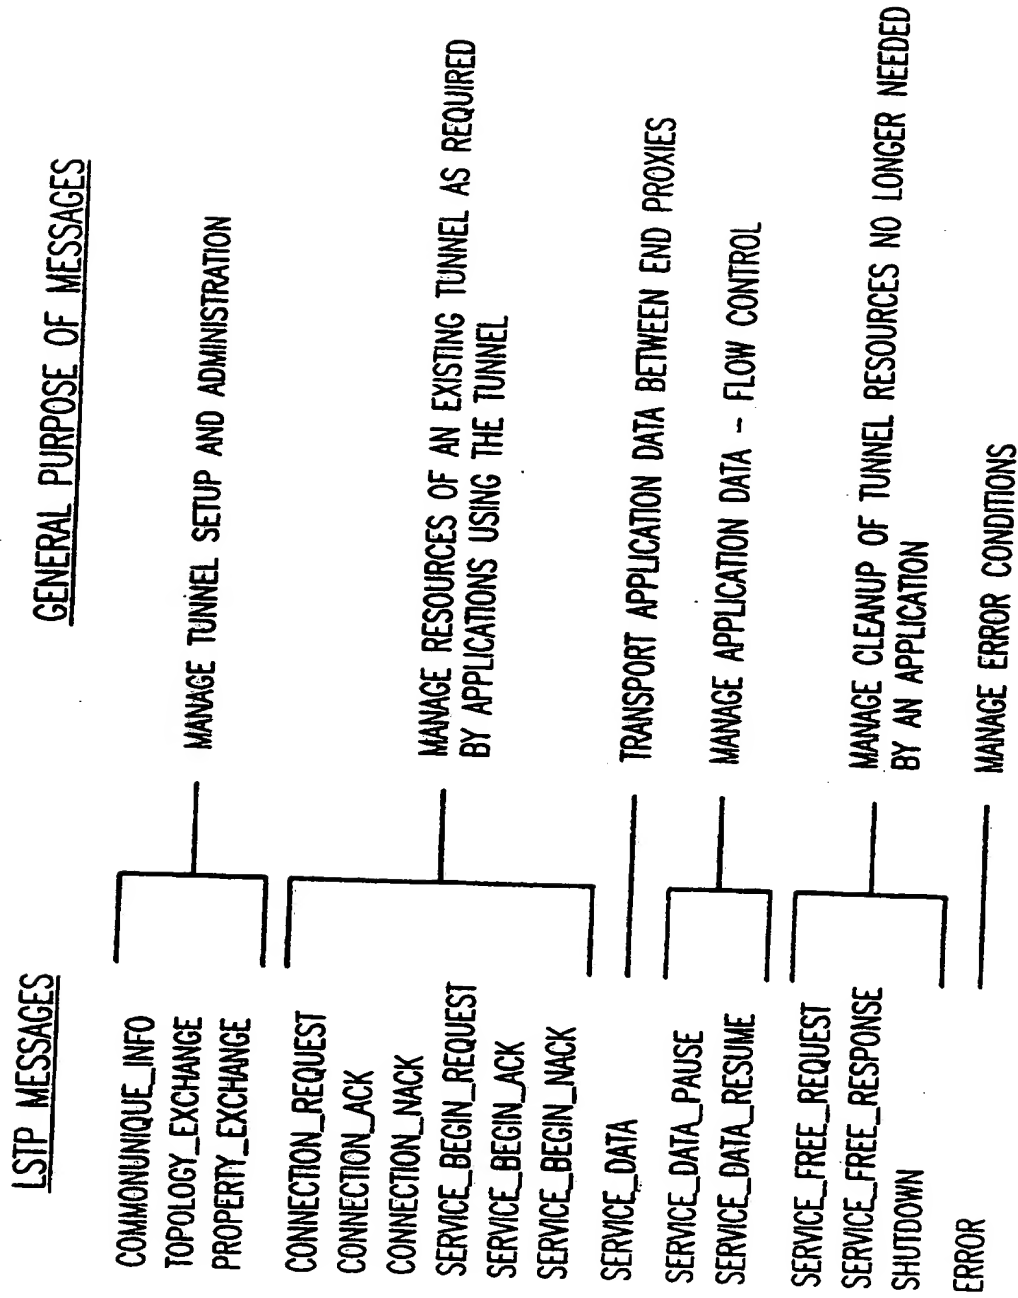 LSTP MESSAGES
GENERAL PURPOSE OF MESSAGES
COMMONUNIQUE_INFO
TOPOLOGY_EXCHANGE
PROPERTY_EXCHANGE
MANAGE TUNNEL SETUP AND ADMINISTRATION
CONNECTION_REQUEST
CONNECTION_ACK
CONNECTION_NACK
SERVICE_BEGIN_REQUEST
SERVICE_BEGIN_ACK
SERVICE_BEGIN_NACK
MANAGE RESOURCES OF AN EXISTING TUNNEL AS REQUIRED
BY APPLICATIONS USING THE TUNNEL
SERVICE_DATA
TRANSPORT APPLICATION DATA BETWEEN END PROXIES
SERVICE_DATA_PAUSE
SERVICE_DATA_RESUME
MANAGE APPLICATION DATA – FLOW CONTROL
SERVICE_FREE_REQUEST
SERVICE_FREE_RESPONSE
SHUTDOWN
MANAGE CLEANUP OF TUNNEL RESOURCES NO LONGER NEEDED
BY AN APPLICATION
ERROR
MANAGE ERROR CONDITIONS